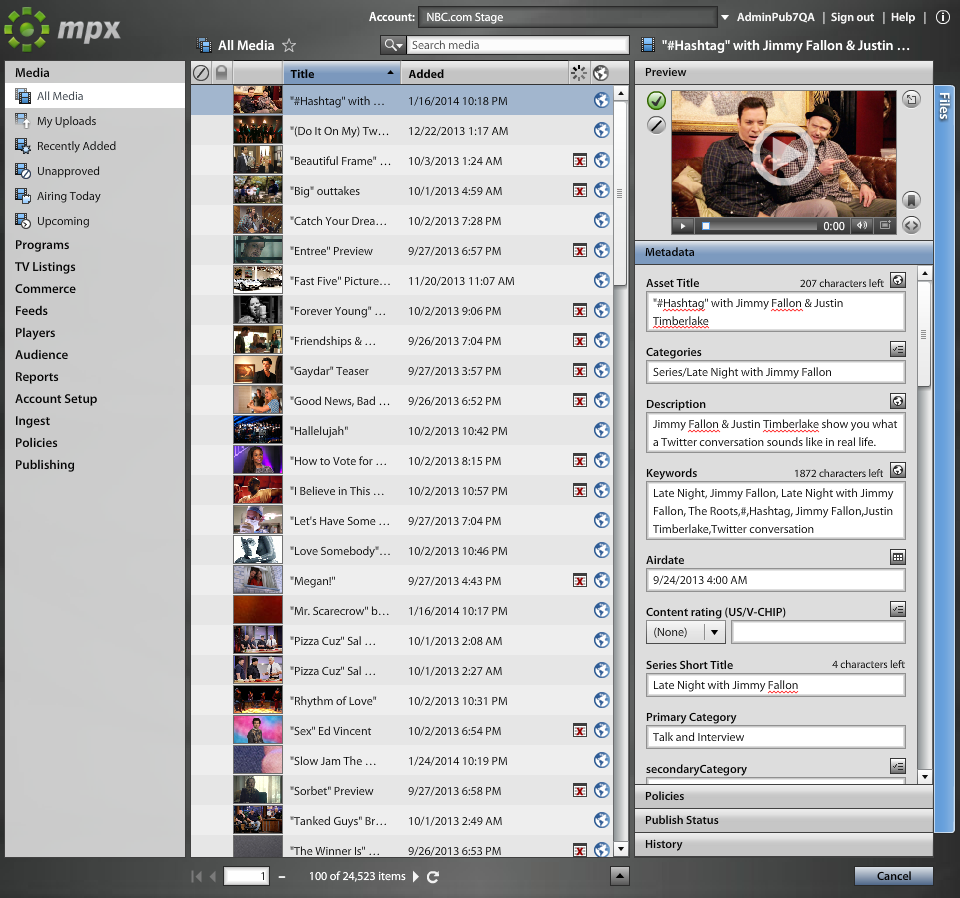 mpx
Account:
NBC.com Stage
AdminPub7QA | Sign out | Help |
All Media
Search media
"#Hashtag" with Jimmy Fallon & Justin …
Media
All Media
My Uploads
Recently Added
Unapproved
Airing Today
Upcoming
Programs
TV Listings
Commerce
Feeds
Players
Audience
Reports
Account Setup
Ingest
Policies
Publishing
Title Added
"#Hashtag" with … 1/16/2014 10:18 PM
"(Do It On My) Tw… 12/22/2013 1:17 AM
"Beautiful Frame" … 10/3/2013 1:24 AM
"Big" outtakes 10/1/2013 4:59 AM
"Catch Your Drea… 10/2/2013 7:28 PM
"Entree" Preview 9/27/2013 6:57 PM
"Fast Five" Picture… 11/20/2013 11:07 AM
"Forever Young" … 10/2/2013 9:06 PM
"Friendships & … 9/26/2013 7:04 PM
"Gaydar" Teaser 9/27/2013 3:57 PM
"Good News, Bad … 9/26/2013 6:52 PM
"Hallelujah" 10/2/2013 10:42 PM
"How to Vote for … 10/2/2013 8:15 PM
"I Believe in This … 10/2/2013 10:57 PM
"Let's Have Some … 9/27/2013 7:04 PM
"Love Somebody"… 10/2/2013 10:46 PM
"Megan!" 9/27/2013 4:43 PM
"Mr. Scarecrow" b… 1/16/2014 10:17 PM
"Pizza Cuz" Sal … 10/1/2013 2:08 AM
"Pizza Cuz" Sal … 10/1/2013 2:27 AM
"Rhythm of Love" 10/2/2013 10:31 PM
"Sex" Ed Vincent 10/2/2013 6:54 PM
"Slow Jam The … 1/24/2014 10:19 PM
"Sorbet" Preview 9/27/2013 6:58 PM
"Tanked Guys" Br… 10/1/2013 2:49 AM
"The Winner Is" … 9/26/2013 6:53 PM
1 – 100 of 24,523 items
Preview
0:00
Files
Metadata
Asset Title 207 characters left
"#Hashtag" with Jimmy Fallon & Justin
Timberlake
Categories
Series/Late Night with Jimmy Fallon
Description
Jimmy Fallon & Justin Timberlake show you what
a Twitter conversation sounds like in real life.
Keywords 1872 characters left
Late Night, Jimmy Fallon, Late Night with Jimmy
Fallon, The Roots,#,Hashtag, Jimmy Fallon,Justin
Timberlake,Twitter conversation
Airdate
9/24/2013 4:00 AM
Content rating (US/V-CHIP)
(None)
Series Short Title 4 characters left
Late Night with Jimmy Fallon
Primary Category
Talk and Interview
secondaryCategory
Policies
Publish Status
History
Cancel